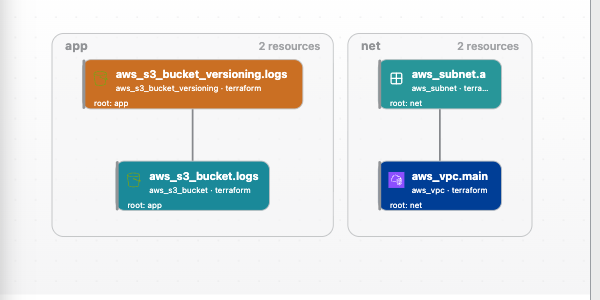 app
2 resources
aws_s3_bucket_versioning.logs
aws_s3_bucket_versioning · terraform
root: app
aws_s3_bucket.logs
aws_s3_bucket · terraform
root: app
net
2 resources
aws_subnet.a
aws_subnet · terra...
root: net
aws_vpc.main
aws_vpc · terraform
root: net